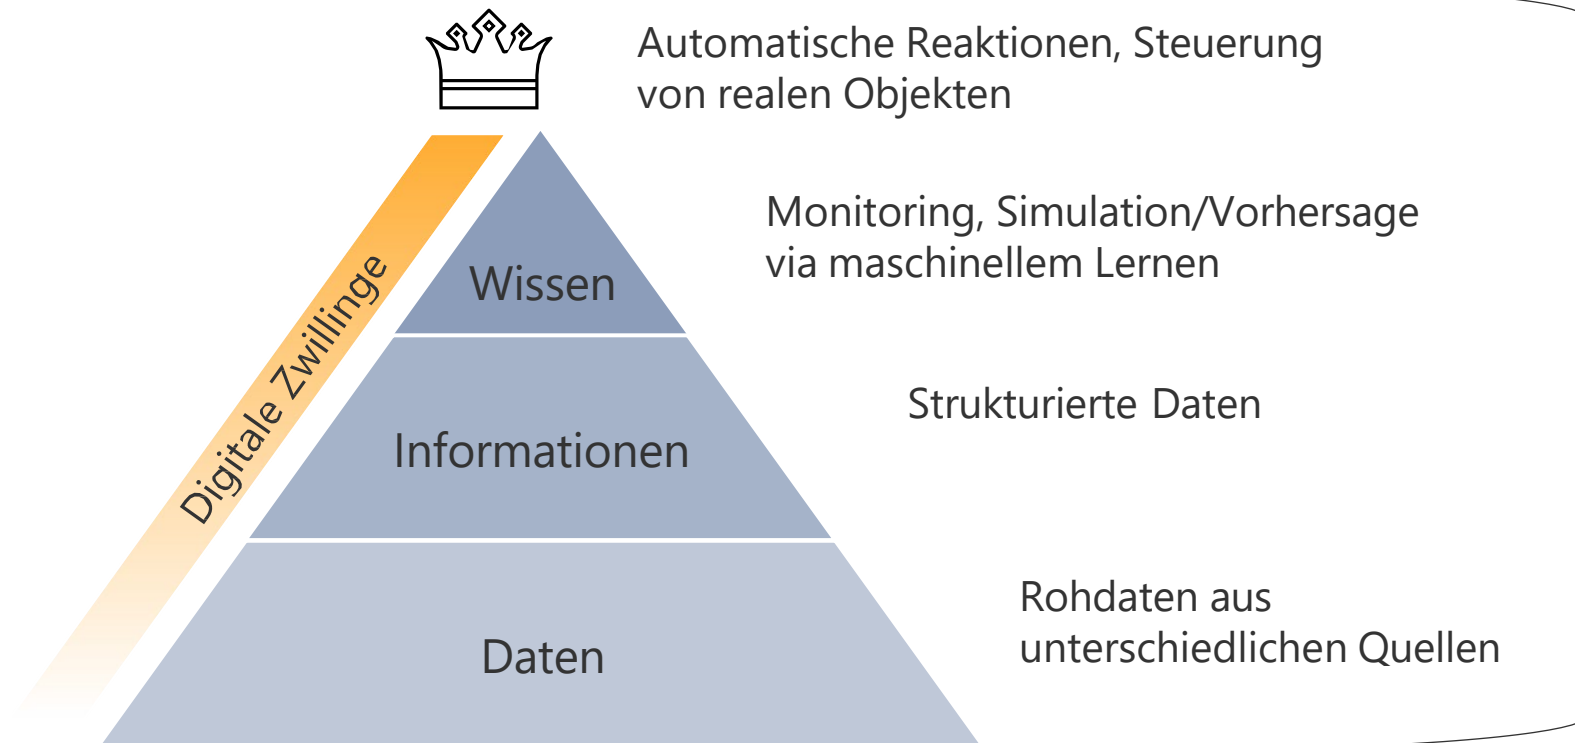 Automatische Reaktionen, Steuerung
von realen Objekten
Monitoring, Simulation/Vorhersage
via maschinellem Lernen
Wissen
Digitale Zwillinge
Strukturierte Daten
Informationen
Rohdaten aus
unterschiedlichen Quellen
Daten